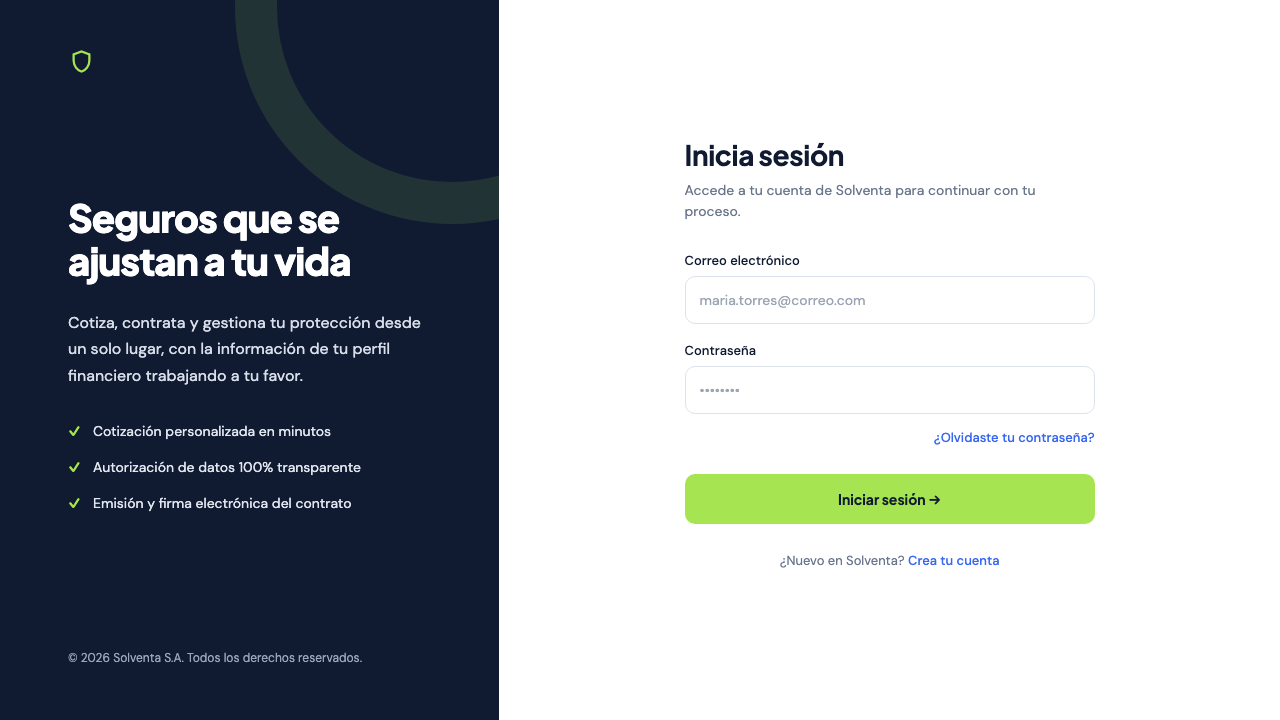 Seguros que se
ajustan a tu vida
Cotiza, contrata y gestiona tu protección desde
un solo lugar, con la información de tu perfil
financiero trabajando a tu favor.
Cotización personalizada en minutos
Autorización de datos 100% transparente
Emisión y firma electrónica del contrato
© 2026 Solventa S.A. Todos los derechos reservados.
Inicia sesión
Accede a tu cuenta de Solventa para continuar con tu
proceso.
Correo electrónico
maria.torres@correo.com
Contraseña
••••••••
¿Olvidaste tu contraseña?
Iniciar sesión →
¿Nuevo en Solventa? Crea tu cuenta